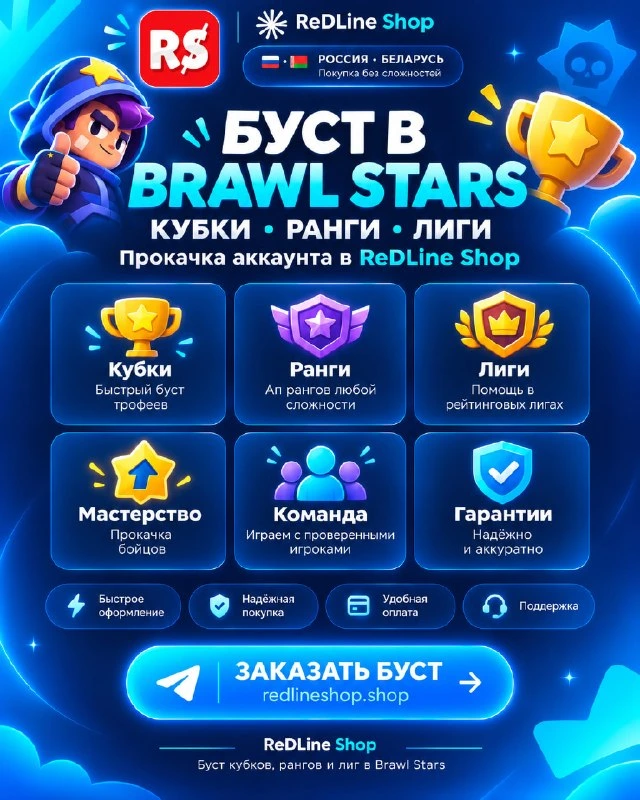 R$
ReDLine Shop
РОССИЯ • БЕЛАРУСЬ
Покупка без сложностей
БУСТ В
BRAWL STARS
КУБКИ • РАНГИ • ЛИГИ
Прокачка аккаунта в ReDLine Shop
Кубки
Быстрый буст
трофеев
Ранги
Ап рангов любой
сложности
Лиги
Помощь в
рейтинговых лигах
Мастерство
Прокачка
бойцов
Команда
Играем с проверенными
игроками
Гарантии
Надёжно
и аккуратно
Быстрое
оформление
Надёжная
покупка
Удобная
оплата
Поддержка
ЗАКАЗАТЬ БУСТ
redlineshop.shop
ReDLine Shop
Буст кубков, рангов и лиг в Brawl Stars